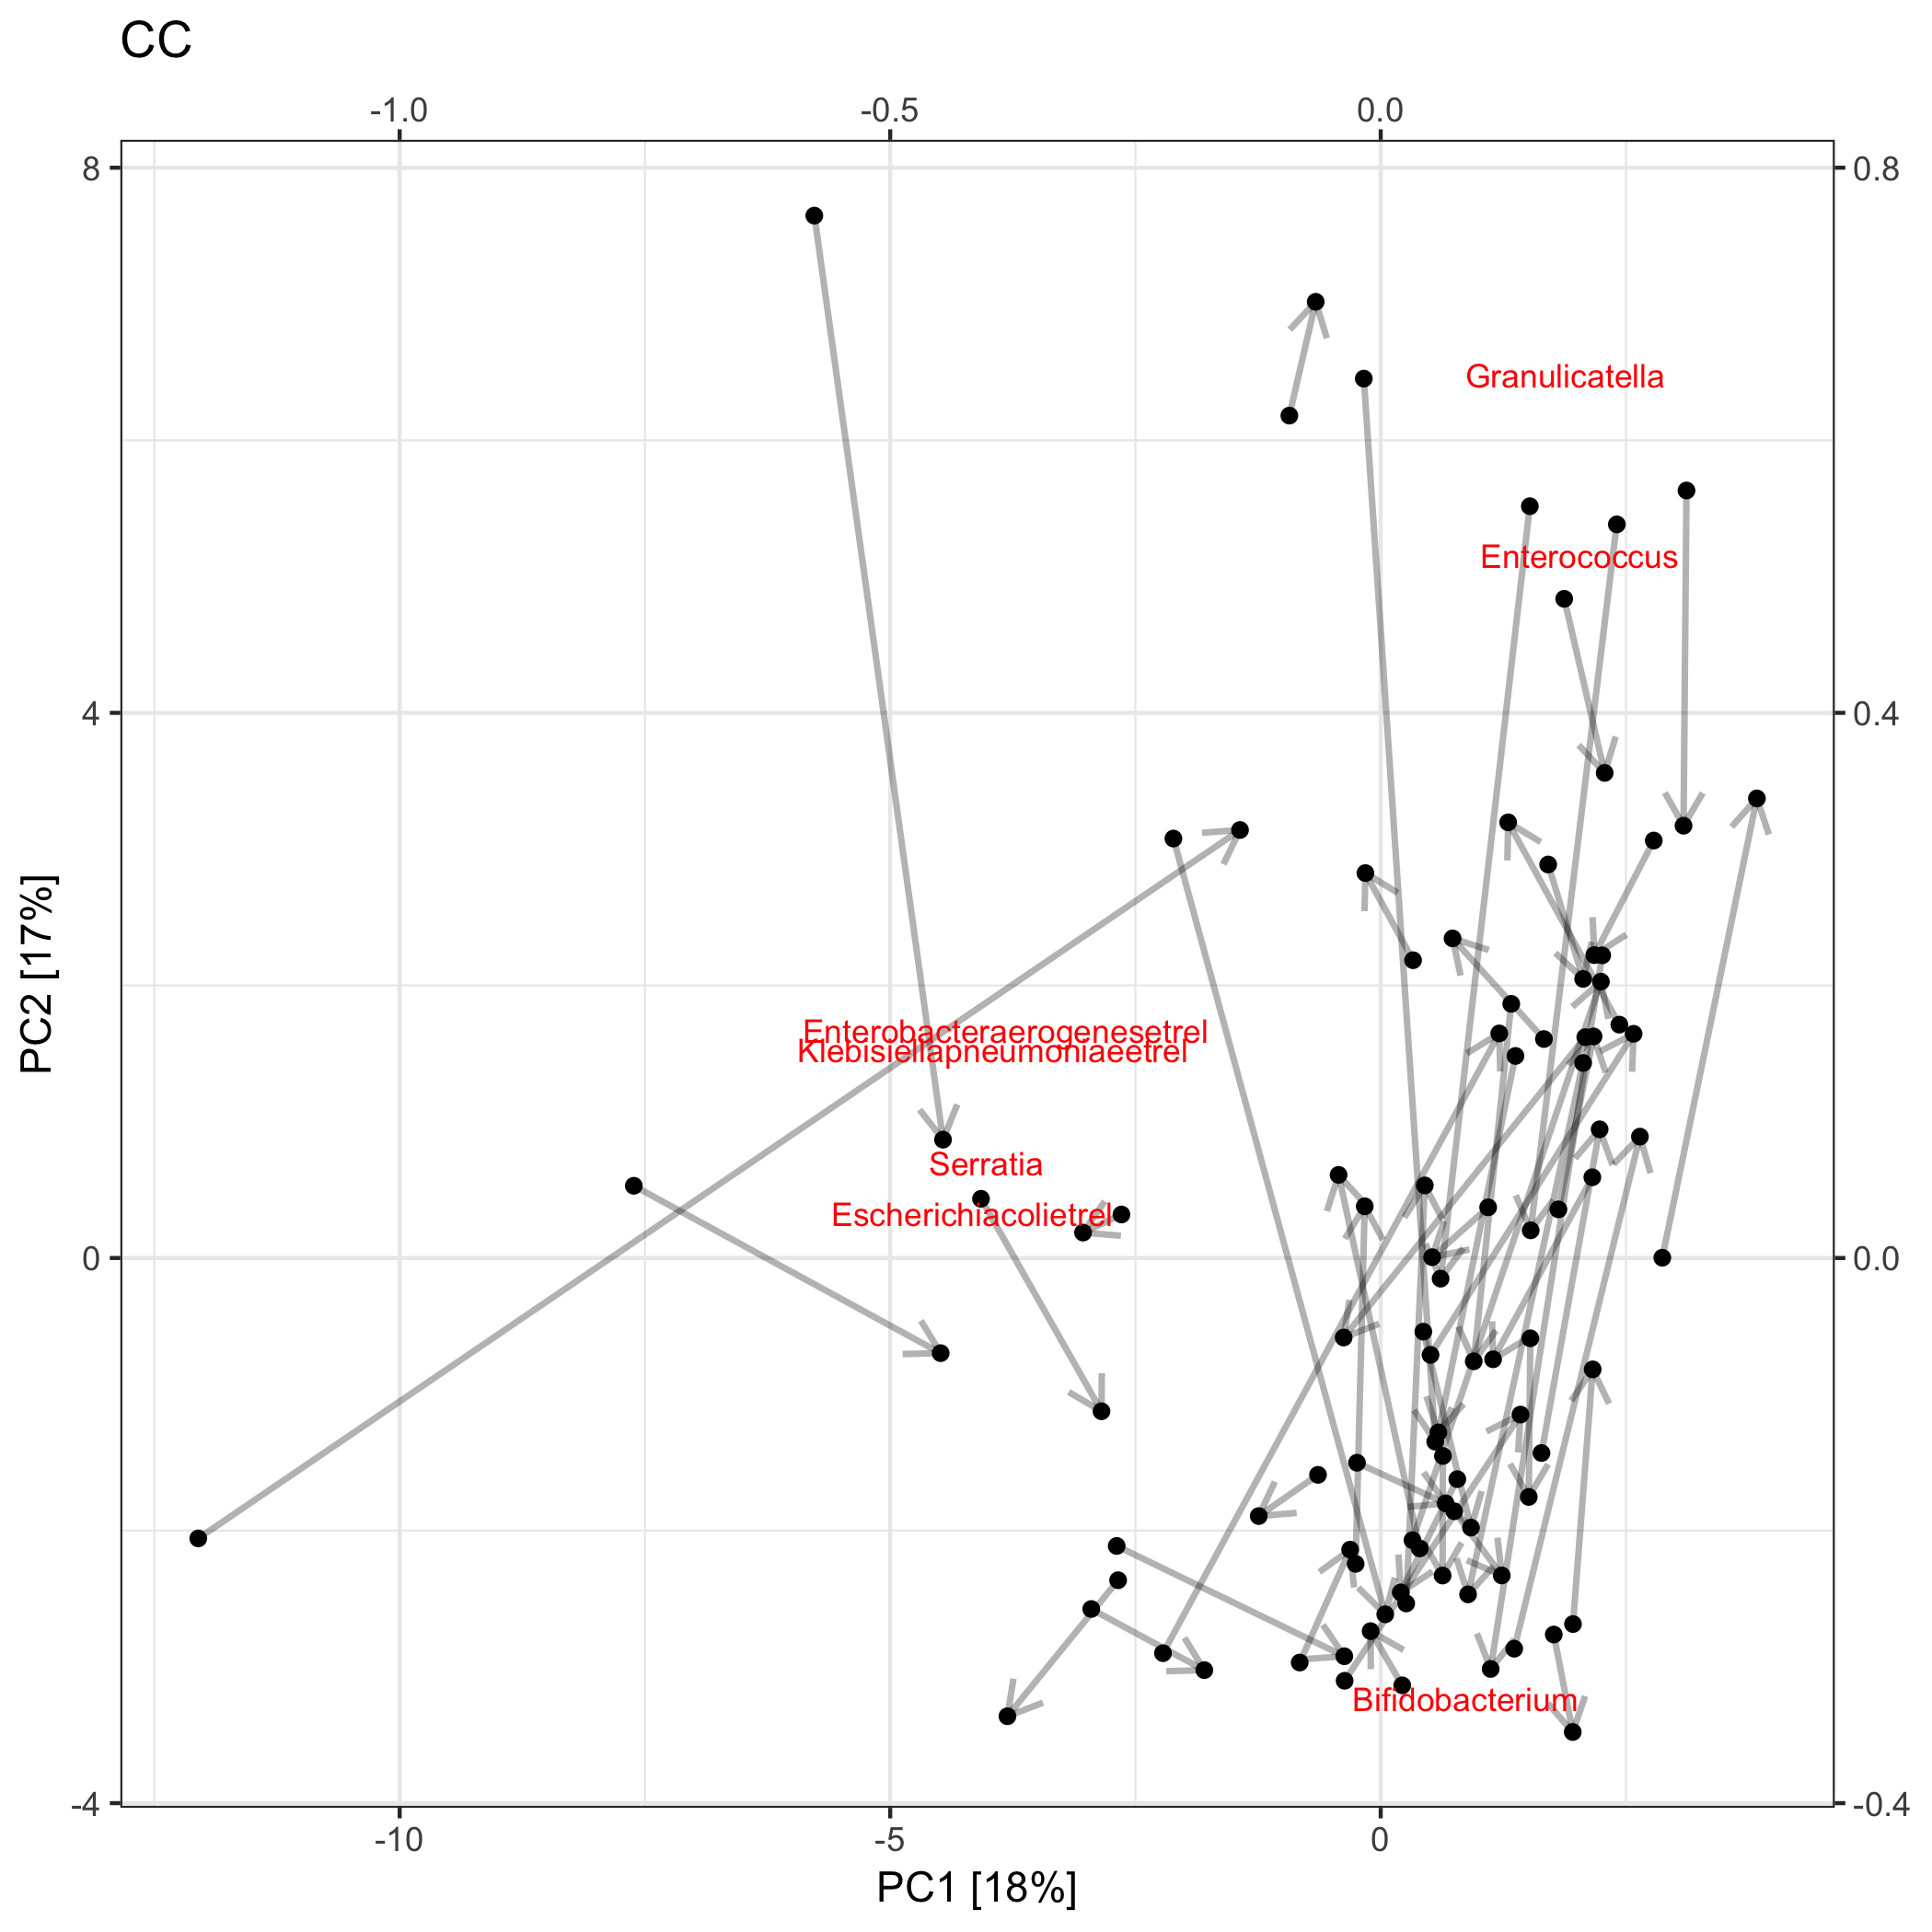 CC
-1.0 -0.5 0.0
8 0.8
Granulicatella
Enterococcus
4 0.4
PC2 [17%]
Enterobacteraerogenesetrel
Klebisiellapneumoniaeetrel
Serratia
Escherichiacolietrel
0 0.0
Bifidobacterium
-4 -0.4
-10 -5 0
PC1 [18%]